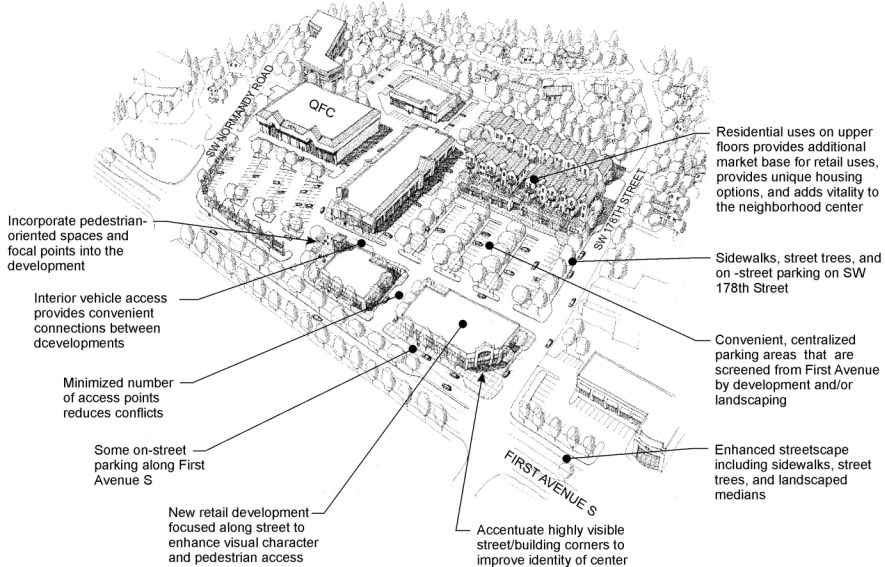 QFC
SW NORMANDY ROAD
SW 178TH STREET
FIRST AVENUE S
Residential uses on upper
floors provides additional
market base for retail uses,
provides unique housing
options, and adds vitality to
the neighborhood center
Sidewalks, street trees, and
on -street parking on SW
178th Street
Convenient, centralized
parking areas that are
screened from First Avenue
by development and/or
landscaping
Enhanced streetscape
including sidewalks, street
trees, and landscaped
medians
Incorporate pedestrian-
oriented spaces and
focal points into the
development
Interior vehicle access
provides convenient
connections between
dcevelopments
Minimized number
of access points
reduces conflicts
Some on-street
parking along First
Avenue S
New retail development
focused along street to
enhance visual character
and pedestrian access
Accentuate highly visible
street/building corners to
improve identity of center